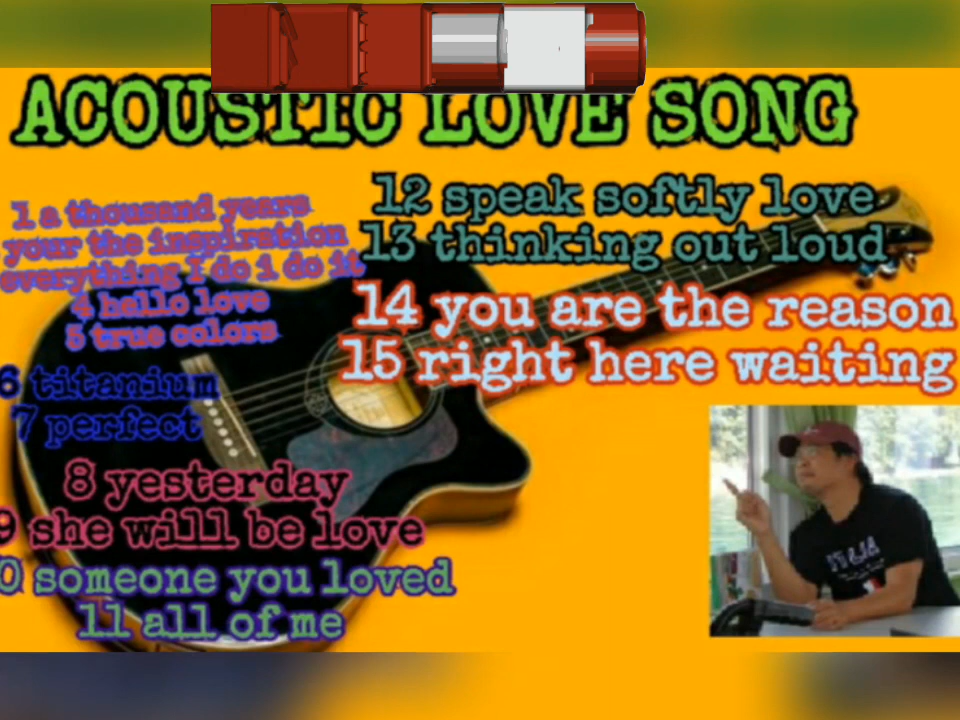 ACOUSTIC LOVE SONG
1 a thousand years
your the inspiration
everything I do i do it
4 hallo love
5 true colors
6 titanium
7 perfect
8 yesterday
9 she will be love
0 someone you loved
11 all of me
12 speak softly love
13 thinking out loud
14 you are the reason
15 right here waiting